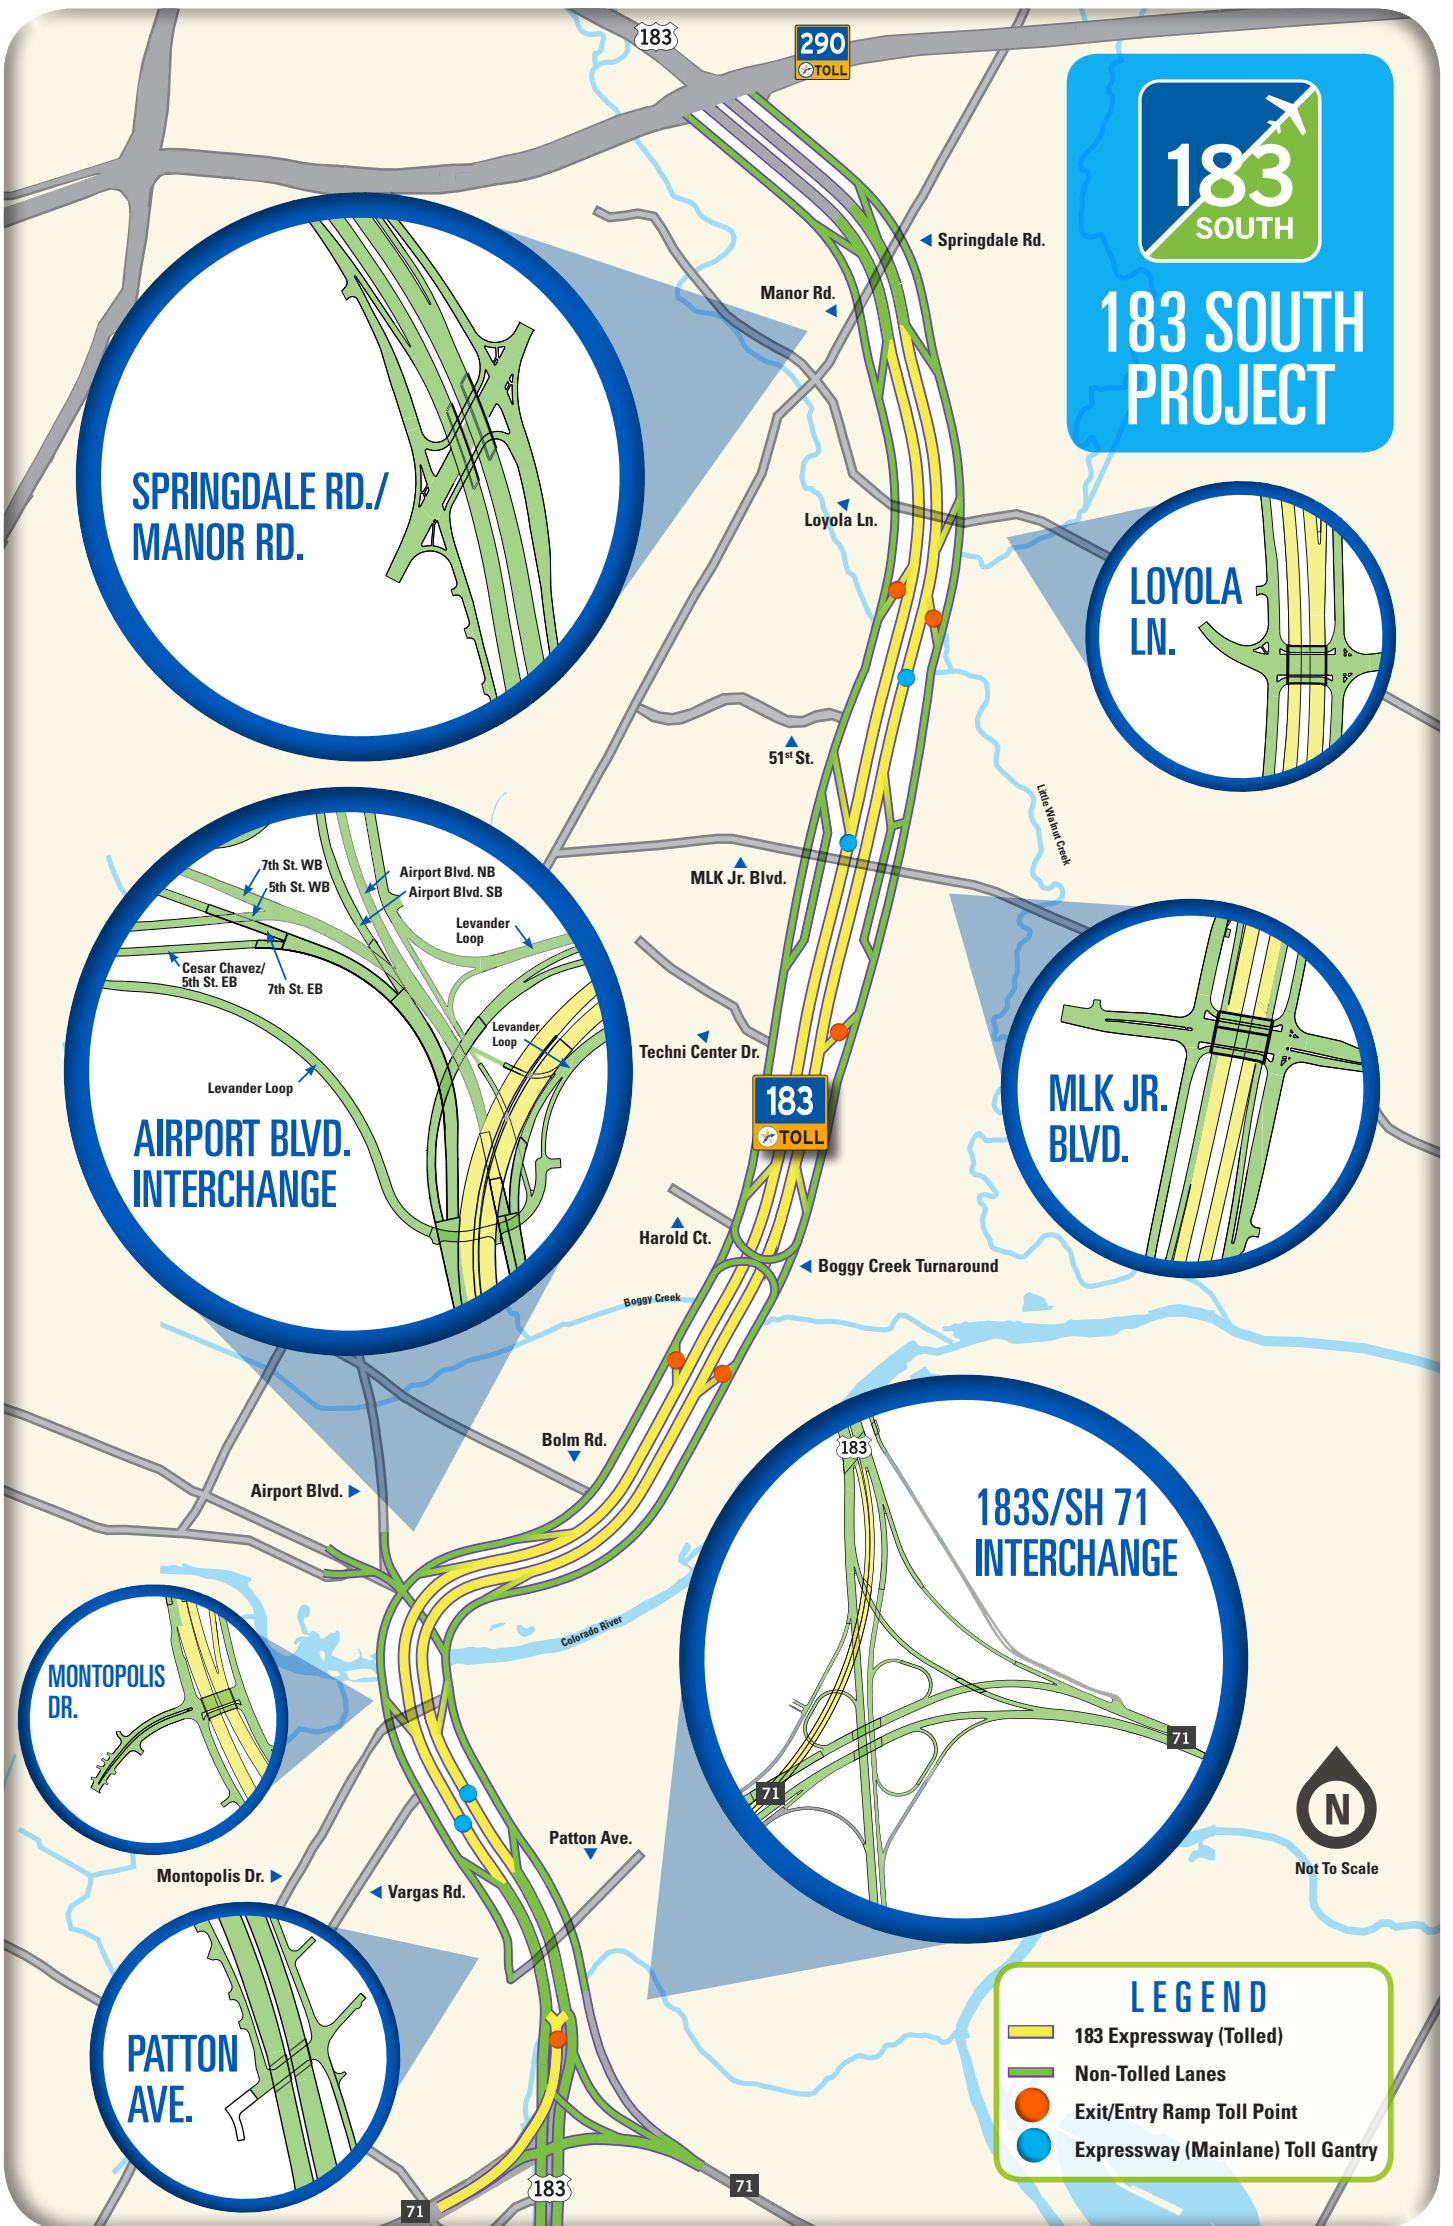 183
290
TOLL
183
SOUTH
183 SOUTH
PROJECT
Springdale Rd.
Manor Rd.
SPRINGDALE RD./
MANOR RD.
Loyola Ln.
LOYOLA
LN.
51st St.
Little Walnut Creek
MLK Jr. Blvd.
7th St. WB
5th St. WB
Airport Blvd. NB
Airport Blvd. SB
Levander
Loop
Cesar Chavez/
5th St. EB
7th St. EB
Levander
Loop
Levander Loop
AIRPORT BLVD.
INTERCHANGE
Techni Center Dr.
183
TOLL
MLK JR.
BLVD.
Harold Ct.
Boggy Creek Turnaround
Boggy Creek
Bolm Rd.
Airport Blvd.
183
183S/SH 71
INTERCHANGE
71
71
Colorado River
MONTOPOLIS
DR.
Patton Ave.
Montopolis Dr.
Vargas Rd.
N
Not To Scale
PATTON
AVE.
LEGEND
183 Expressway (Tolled)
Non-Tolled Lanes
Exit/Entry Ramp Toll Point
Expressway (Mainlane) Toll Gantry
71
183
71